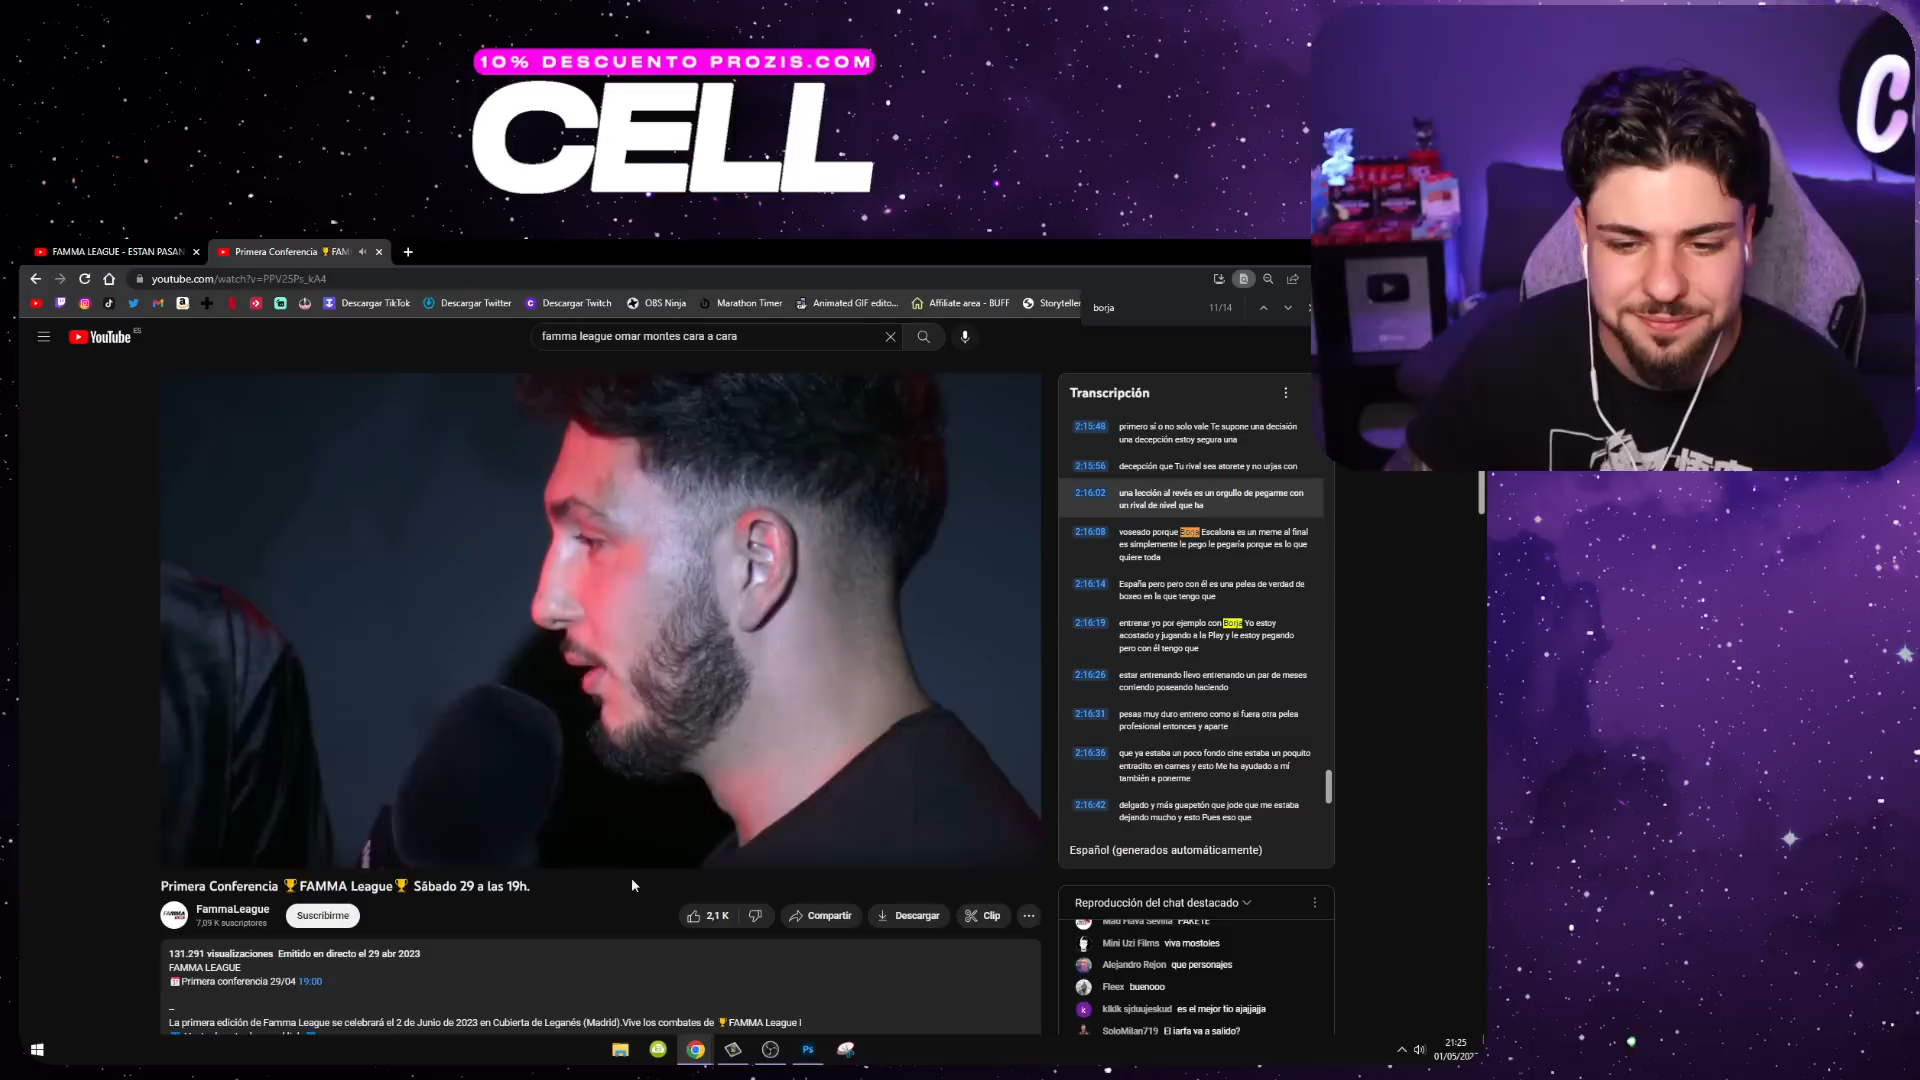 10% DESCUENTO PROZIS.COM
CELL
FAMMA LEAGUE - ESTAN PASAN
Primera Conferencia 🏆FAM
youtube.com/watch?v=PPV25Ps_kA4
Descargar TikTok
Descargar Twitter
Descargar Twitch
OBS Ninja
Marathon Timer
Animated GIF edito...
Affiliate area - BUFF
Storyteller
borja
11/14
YouTube ES
famma league omar montes cara a cara
Transcripción
2:15:48 primero sí o no solo vale Te supone una decisión
una decepción estoy segura una
2:15:56 decepción que Tu rival sea atorete y no urjas con
2:16:02 una lección al revés es un orgullo de pegarme con
un rival de nivel que ha
2:16:08 voseado porque Borja Escalona es un meme al final
es simplemente le pego le pegaría porque es lo que
quiere toda
2:16:14 España pero pero con él es una pelea de verdad de
boxeo en la que tengo que
2:16:19 entrenar yo por ejemplo con Borja Yo estoy
acostado y jugando a la Play y le estoy pegando
pero con él tengo que
2:16:26 estar entrenando llevo entrenando un par de meses
corriendo poseando haciendo
2:16:31 pesas muy duro entreno como si fuera otra pelea
profesional entonces y aparte
2:16:36 que ya estaba un poco fondo cine estaba un poquito
entradito en carnes y esto Me ha ayudado a mí
también a ponerme
2:16:42 delgado y más guapetón que jode que me estaba
dejando mucho y esto Pues eso que
Español (generados automáticamente)
Primera Conferencia 🏆FAMMA League🏆 Sábado 29 a las 19h.
FammaLeague
7,09 K suscriptores
Suscribirme
2,1 K
Compartir
Descargar
Clip
131.291 visualizaciones Emitido en directo el 29 abr 2023
FAMMA LEAGUE
Primera conferencia 29/04 19:00
–
La primera edición de Famma League se celebrará el 2 de Junio de 2023 en Cubierta de Leganés (Madrid).Vive los combates de 🏆FAMMA League !
Reproducción del chat destacado
Mad Flava Sevilla PAKETE
Mini Uzi Films viva mostoles
Alejandro Rejon que personajes
Fleex buenooo
kldk sjduujeskud es el mejor tio ajajjajja
SoloMilan719 El iarfa va a salido?
Ps
21:25